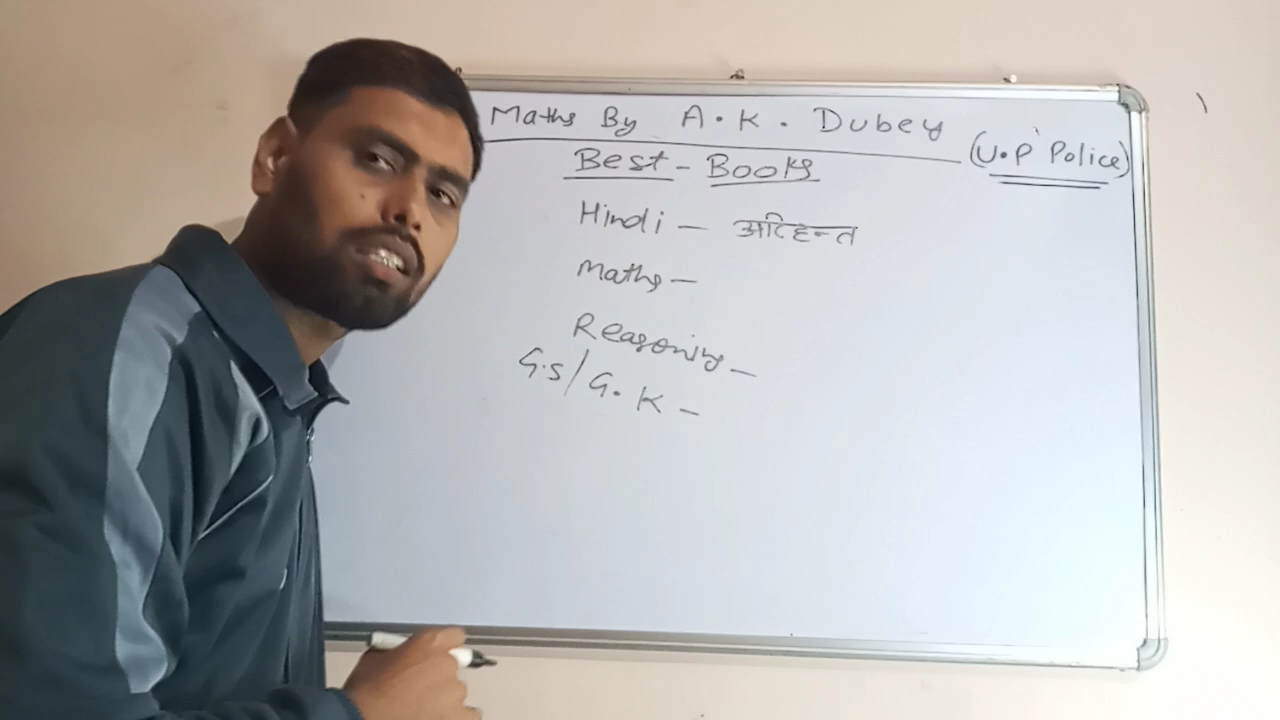 Maths By A.K. Dubey
(U.P Police)
Best - Books
Hindi - अरिहन्त
Maths -
Reasoning -
G.S/G.K -